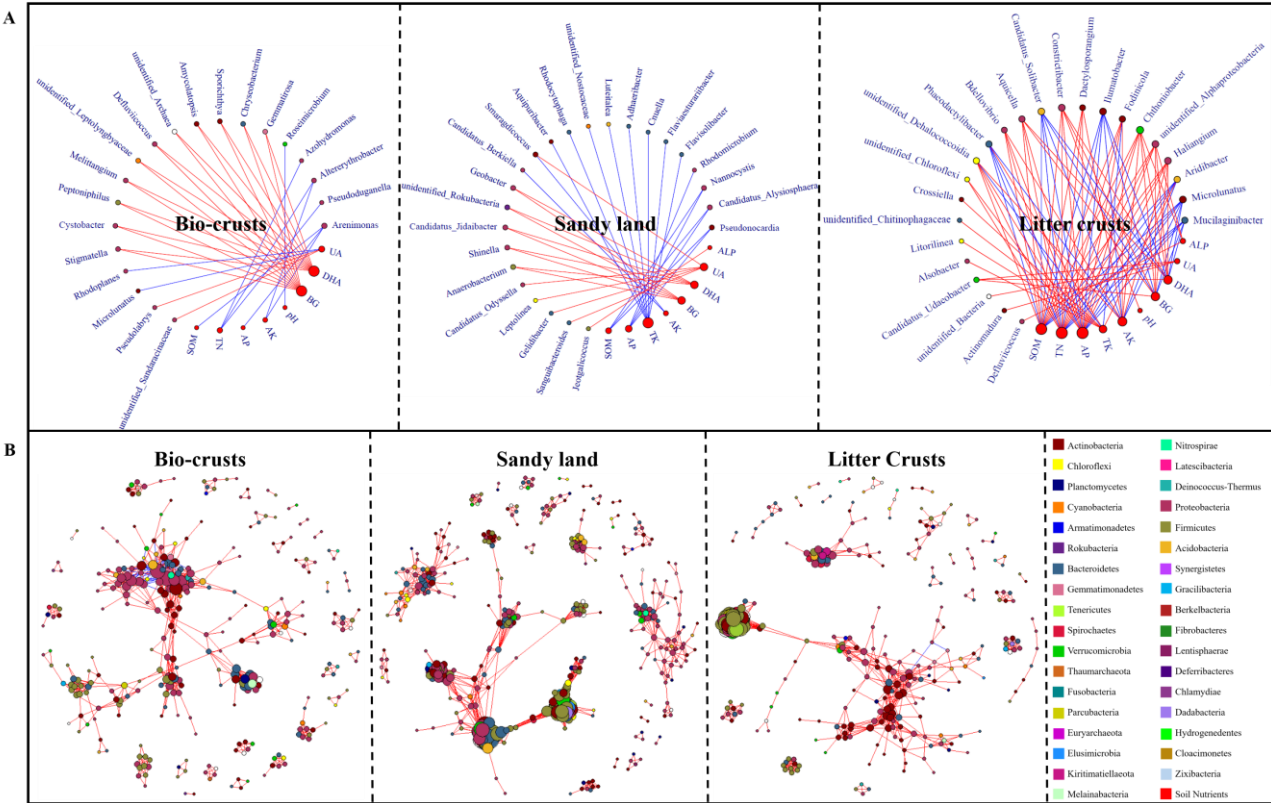 A
Bio-crusts
unidentified_Leptolyngbyaceae
Defluviicoccus
unidentified_Archaea
Amycolatopsis
Sporichthya
Chryseobacterium
Gemmatirosa
Roseimicrobium
Azohydromonas
Altererythrobacter
Pseudoduganella
Arenimonas
UA
DHA
BG
pH
AK
AP
TN
SOM
unidentified_Sandaracinaceae
Pseudolabrys
Microlunatus
Rhodoplanes
Stigmatella
Cystobacter
Peptoniphilus
Melittangium
Sandy land
Candidatus_Berkiella
Smaragdicoccus
Aquipuribacter
Rhodocytophaga
unidentified_Nostocaceae
Luteitalea
Adhaeribacter
Cnuella
Flaviaesturariibacter
Flavisolibacter
Rhodomicrobium
Nannocystis
Candidatus_Alysiosphaera
Pseudonocardia
ALP
UA
DHA
BG
AK
TK
AP
SOM
Jeotgalicoccus
Sanguibacteroides
Gelidibacter
Leptolinea
Candidatus_Odyssella
Anaerobacterium
Shinella
Candidatus_Jidaibacter
unidentified_Rokubacteria
Geobacter
Litter crusts
unidentified_Dehalococcoidia
Phaeodactylibacter
Bdellovibrio
Aquicella
Candidatus_Solibacter
Constrictibacter
Dactylosporangium
Ilumatobacter
Fodinicola
Chthoniobacter
unidentified_Alphaproteobacteria
Haliangium
Aridibacter
Microlunatus
Mucilaginibacter
ALP
UA
DHA
BG
pH
AK
TK
AP
TN
SOM
Defluviicoccus
Actinomadura
unidentified_Bacteria
Candidatus_Udaeobacter
Alsobacter
Litorilinea
unidentified_Chitinophagaceae
Crossiella
unidentified_Chloroflexi
B
Bio-crusts
Sandy land
Litter Crusts
Actinobacteria
Chloroflexi
Planctomycetes
Cyanobacteria
Armatimonadetes
Rokubacteria
Bacteroidetes
Gemmatimonadetes
Tenericutes
Spirochaetes
Verrucomicrobia
Thaumarchaeota
Fusobacteria
Parcubacteria
Euryarchaeota
Elusimicrobia
Kiritimatiellaeota
Melainabacteria
Nitrospirae
Latescibacteria
Deinococcus-Thermus
Proteobacteria
Firmicutes
Acidobacteria
Synergistetes
Gracilibacteria
Berkelbacteria
Fibrobacteres
Lentisphaerae
Deferribacteres
Chlamydiae
Dadabacteria
Hydrogenedentes
Cloacimonetes
Zixibacteria
Soil Nutrients